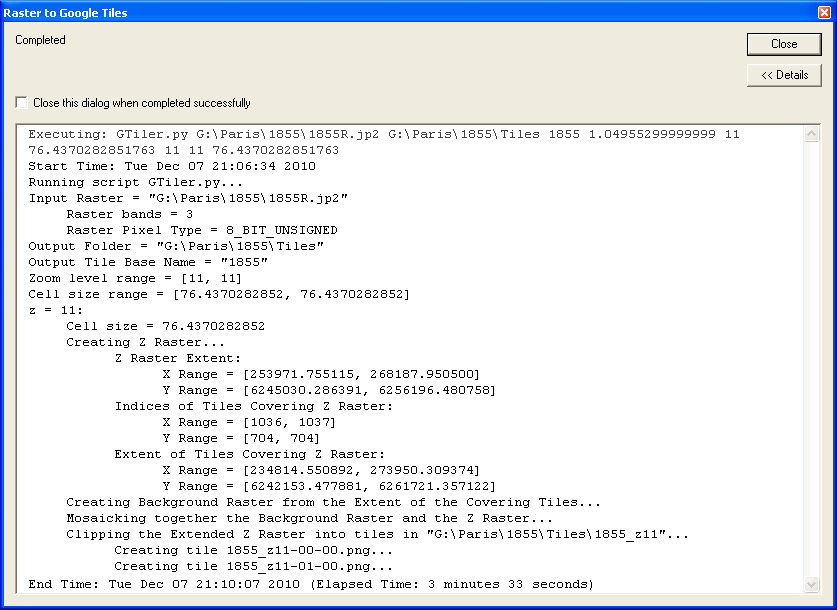 Raster to Google Tiles
Completed
Close
<< Details
Close this dialog when completed successfully
Executing: GTiler.py G:\Paris\1855\1855R.jp2 G:\Paris\1855\Tiles 1855 1.04955299999999 11
76.4370282851763 11 11 76.4370282851763
Start Time: Tue Dec 07 21:06:34 2010
Running script GTiler.py...
Input Raster = "G:\Paris\1855\1855R.jp2"
Raster bands = 3
Raster Pixel Type = 8_BIT_UNSIGNED
Output Folder = "G:\Paris\1855\Tiles"
Output Tile Base Name = "1855"
Zoom level range = [11, 11]
Cell size range = [76.4370282852, 76.4370282852]
z = 11:
Cell size = 76.4370282852
Creating Z Raster...
Z Raster Extent:
X Range = [253971.755115, 268187.950500]
Y Range = [6245030.286391, 6256196.480758]
Indices of Tiles Covering Z Raster:
X Range = [1036, 1037]
Y Range = [704, 704]
Extent of Tiles Covering Z Raster:
X Range = [234814.550892, 273950.309374]
Y Range = [6242153.477881, 6261721.357122]
Creating Background Raster from the Extent of the Covering Tiles...
Mosaicking together the Background Raster and the Z Raster...
Clipping the Extended Z Raster into tiles in "G:\Paris\1855\Tiles\1855_z11"...
Creating tile 1855_z11-00-00.png...
Creating tile 1855_z11-01-00.png...
End Time: Tue Dec 07 21:10:07 2010 (Elapsed Time: 3 minutes 33 seconds)